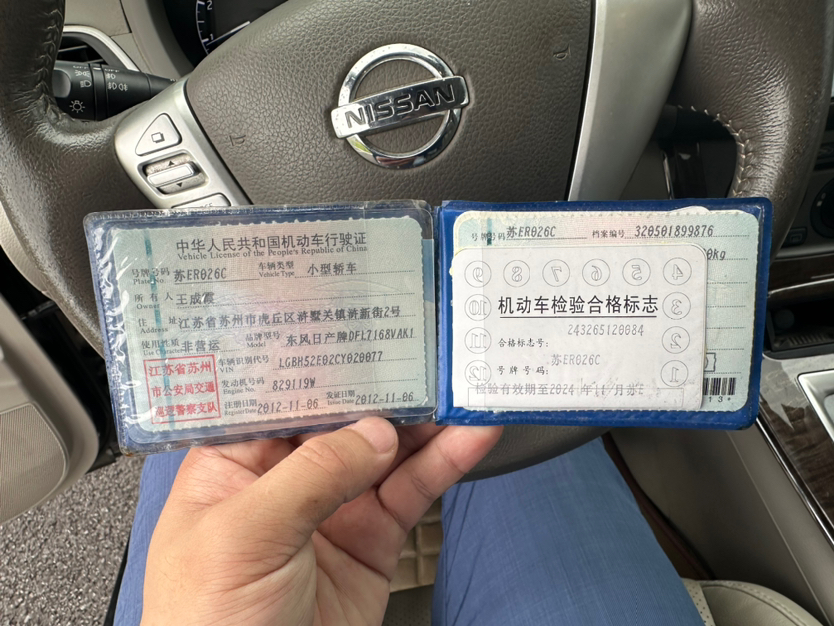 NISSAN
中华人民共和国机动车行驶证
Vehicle License of the People's Republic of China
号牌号码 苏ER026C 车辆类型 小型轿车
Plate No. Vehicle Type
所有人 王成霞
Owner
住址 江苏省苏州市虎丘区浒墅关镇浒新街2号
Address
使用性质 非营运 品牌型号 东风日产牌DFL7168VAK1
Use Character Model
江苏省苏州
市公安局交通
巡逻警察支队
车辆识别代号 LGBH52E02CY020077
VIN
发动机号码 829119W
Engine No.
注册日期 2012-11-06 发证日期 2012-11-06
Register Date Issue Date
号牌号码 苏ER026C 档案编号 320501899876
0kg
9 8 7 6 5 4
10 3
11 2
12 1
机动车检验合格标志
243265120084
合格标志号:
苏ER026C
号牌号码:
检验有效期至2024年11月苏E
13*